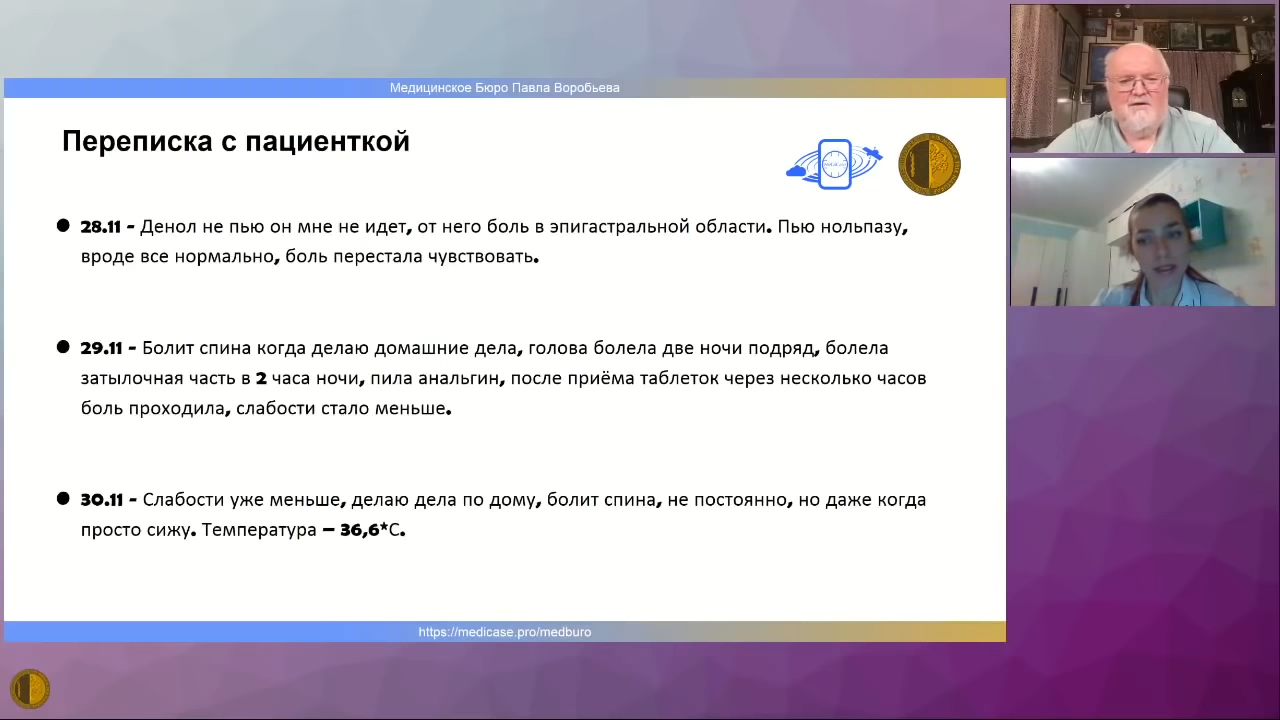 Медицинское Бюро Павла Воробьева
Переписка с пациенткой
● 28.11 - Денол не пью он мне не идет, от него боль в эпигастральной области. Пью нольпазу,
вроде все нормально, боль перестала чувствовать.
● 29.11 - Болит спина когда делаю домашние дела, голова болела две ночи подряд, болела
затылочная часть в 2 часа ночи, пила анальгин, после приёма таблеток через несколько часов
боль проходила, слабости стало меньше.
● 30.11 - Слабости уже меньше, делаю дела по дому, болит спина, не постоянно, но даже когда
просто сижу. Температура – 36,6*С.
https://medicase.pro/medburo